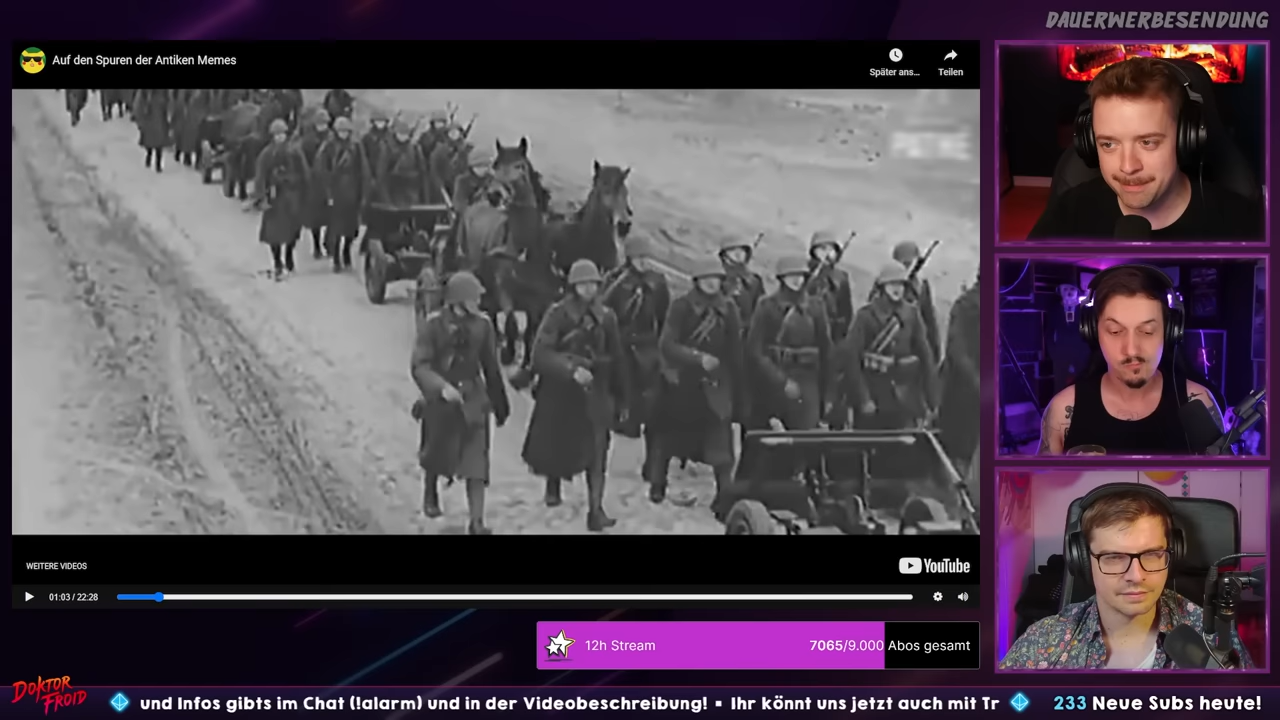 DAUERWERBESENDUNG
Auf den Spuren der Antiken Memes
Später ans...
Teilen
WEITERE VIDEOS
YouTube
01:03 / 22:28
12h Stream
7065/9.000 Abos gesamt
DOKTOR
FROID
und Infos gibts im Chat (!alarm) und in der Videobeschreibung! ▪ Ihr könnt uns jetzt auch mit Tr
233 Neue Subs heute!